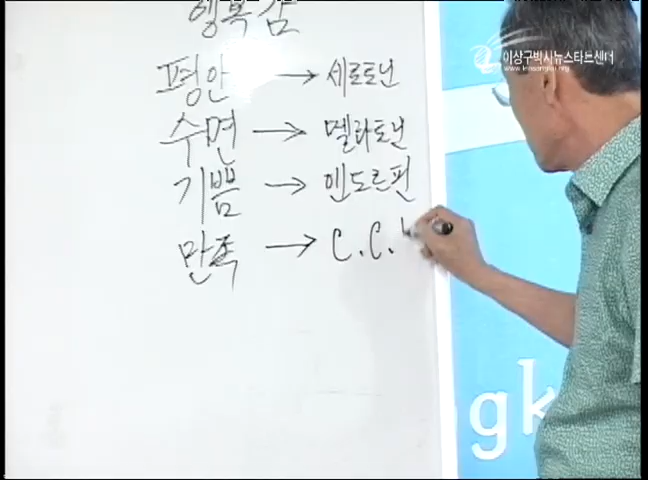 행복감
이상구박사뉴스타트센터
평안 → 세로토닌
수면 → 멜라토닌
기쁨 → 엔도르핀
만족 → C.C.
ng k